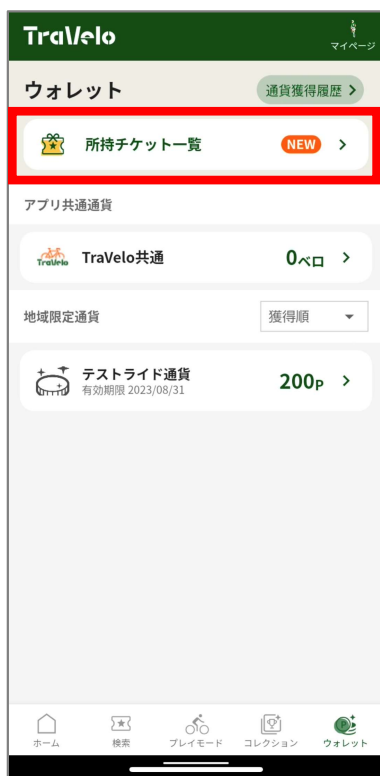 TraVelo
マイページ
ウォレット
通貨獲得履歴
所持チケット一覧
NEW
アプリ共通通貨
TraVelo
TraVelo共通
0ベロ
地域限定通貨
獲得順
テストライド通貨
200P
有効期限 2023/08/31
ホーム
検索
プレイモード
コレクション
P
ウォレット